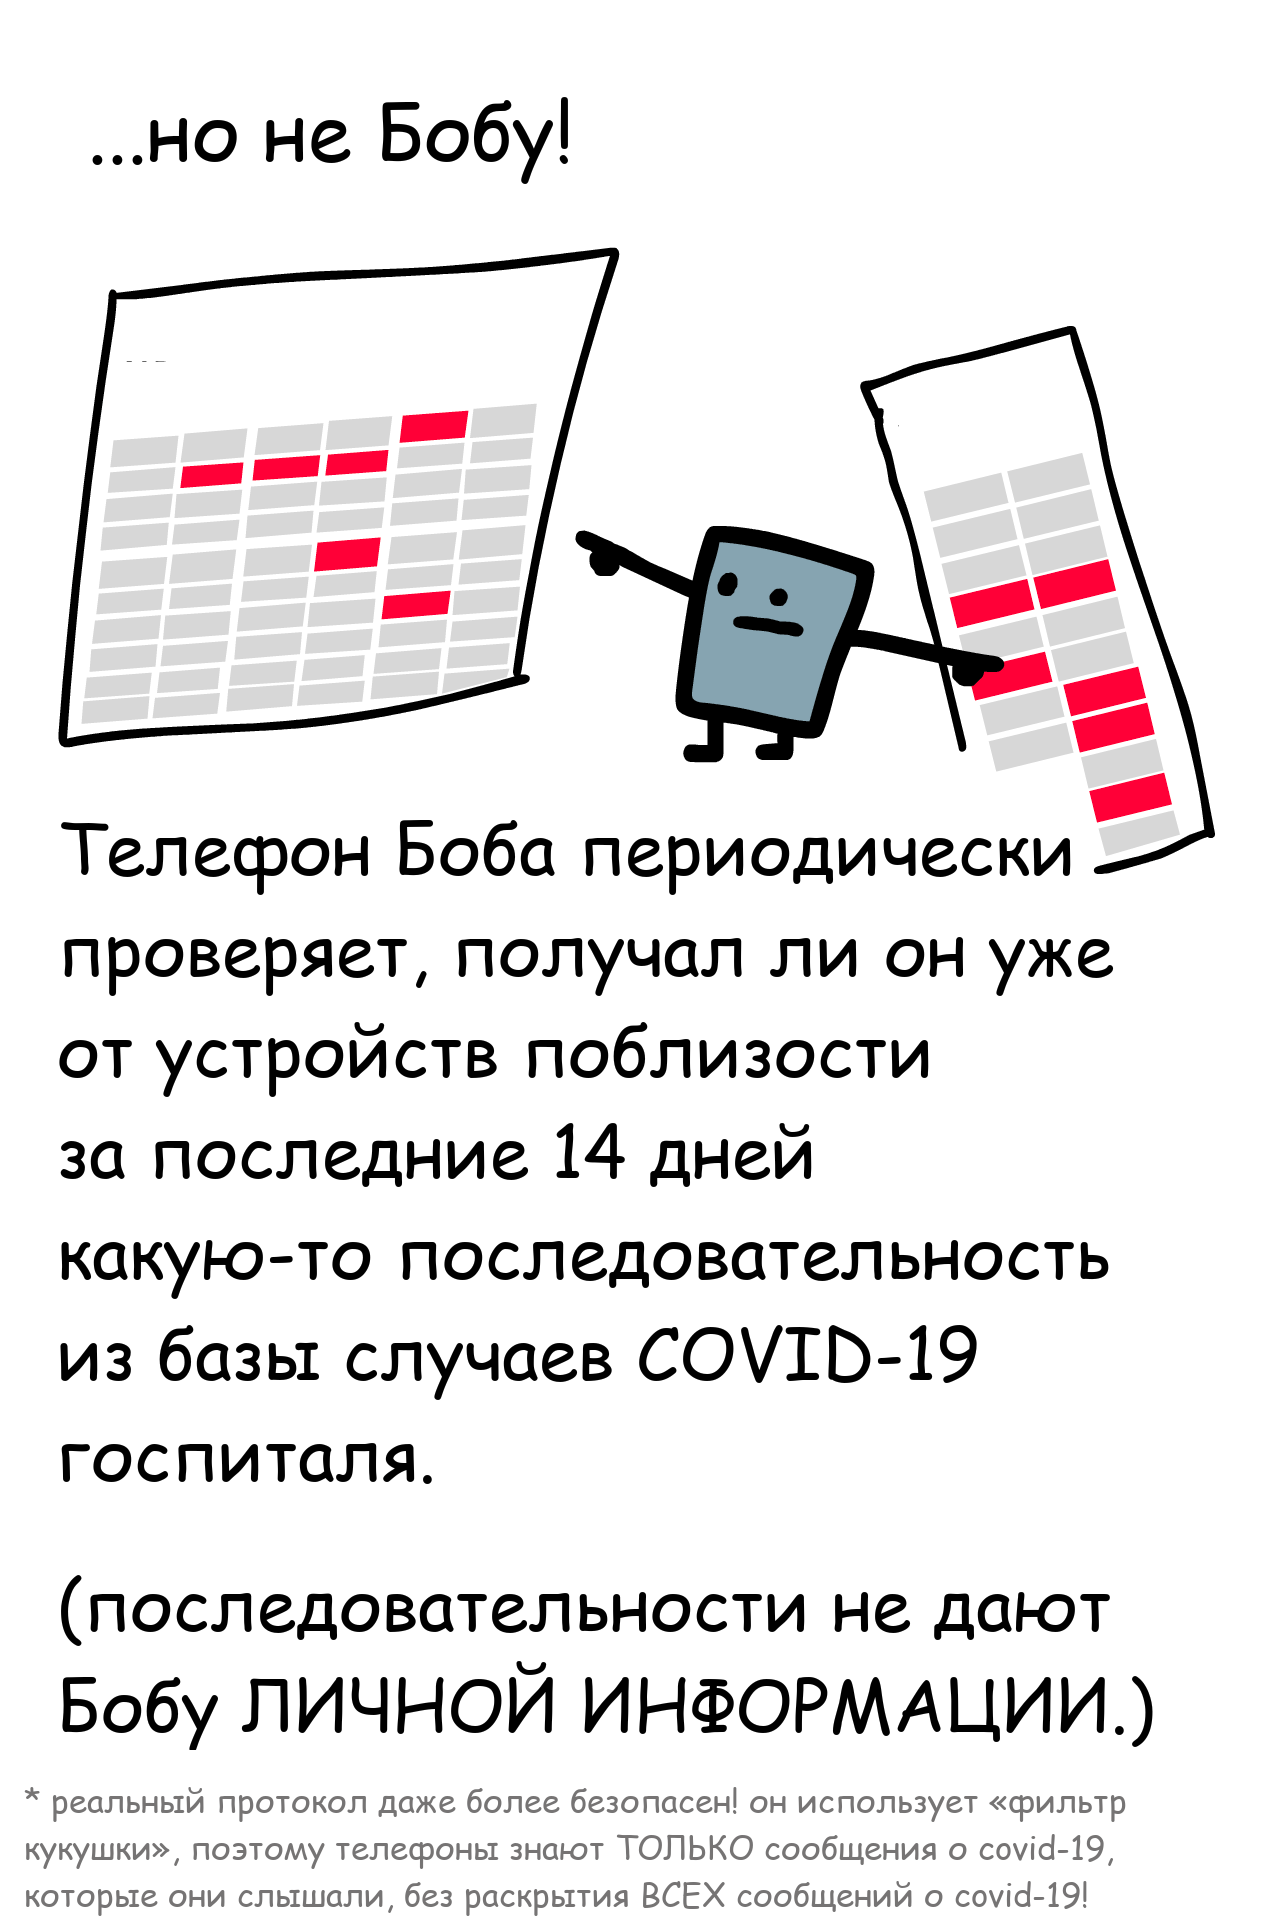 ...но не Бобу!
Телефон Боба периодически
проверяет, получал ли он уже
от устройств поблизости
за последние 14 дней
какую-то последовательность
из базы случаев COVID-19
госпиталя.
(последовательности не дают
Бобу ЛИЧНОЙ ИНФОРМАЦИИ.)
* реальный протокол даже более безопасен! он использует «фильтр
кукушки», поэтому телефоны знают ТОЛЬКО сообщения о covid-19,
которые они слышали, без раскрытия ВСЕХ сообщений о covid-19!